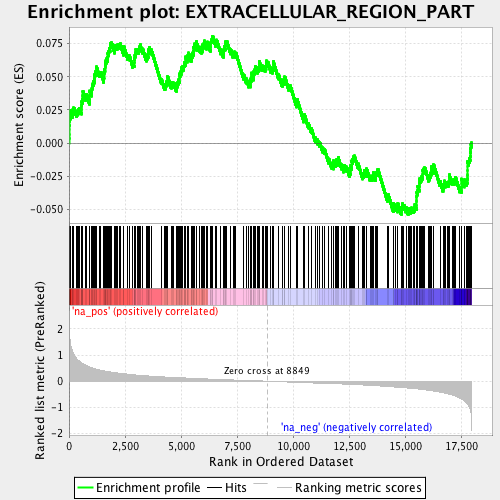 Enrichment plot: EXTRACELLULAR_REGION_PART
Enrichment score (ES)
0.075
0.050
0.025
0.000
-0.025
-0.050
'na_pos' (positively correlated)
Ranked list metric (PreRanked)
2
1
0
-1
-2
Zero cross at 8849
'na_neg' (negatively correlated)
0
2,500
5,000
7,500
10,000
12,500
15,000
17,500
Rank in Ordered Dataset
Enrichment profile
Hits
Ranking metric scores